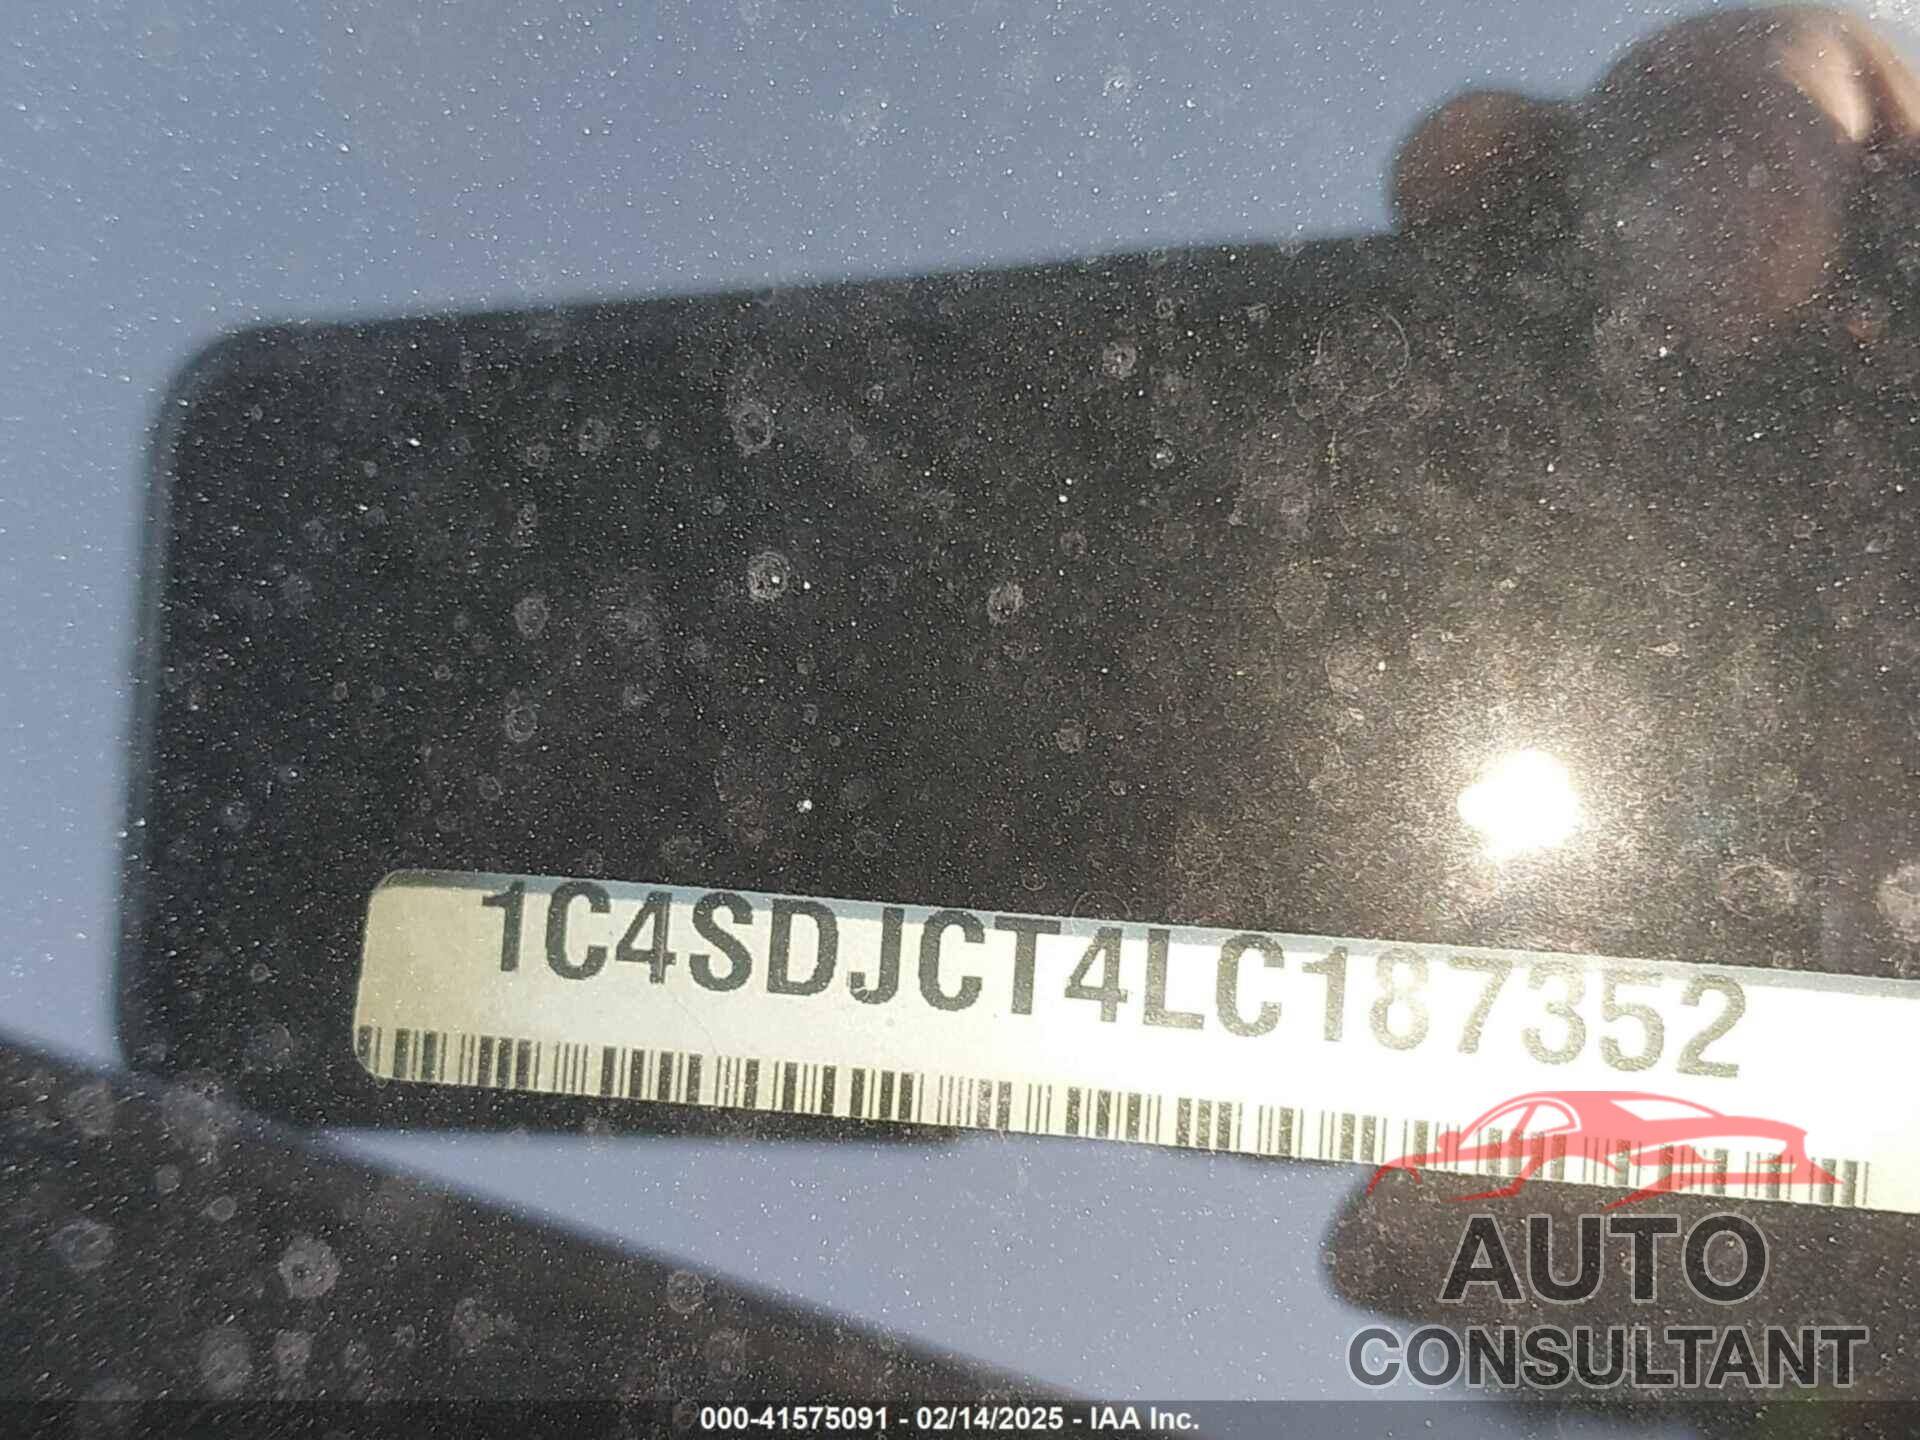 1C4SDJCT4LC187352
AUTO
CONSULTANT
000-41575091 - 02/14/2025 - IAA Inc.